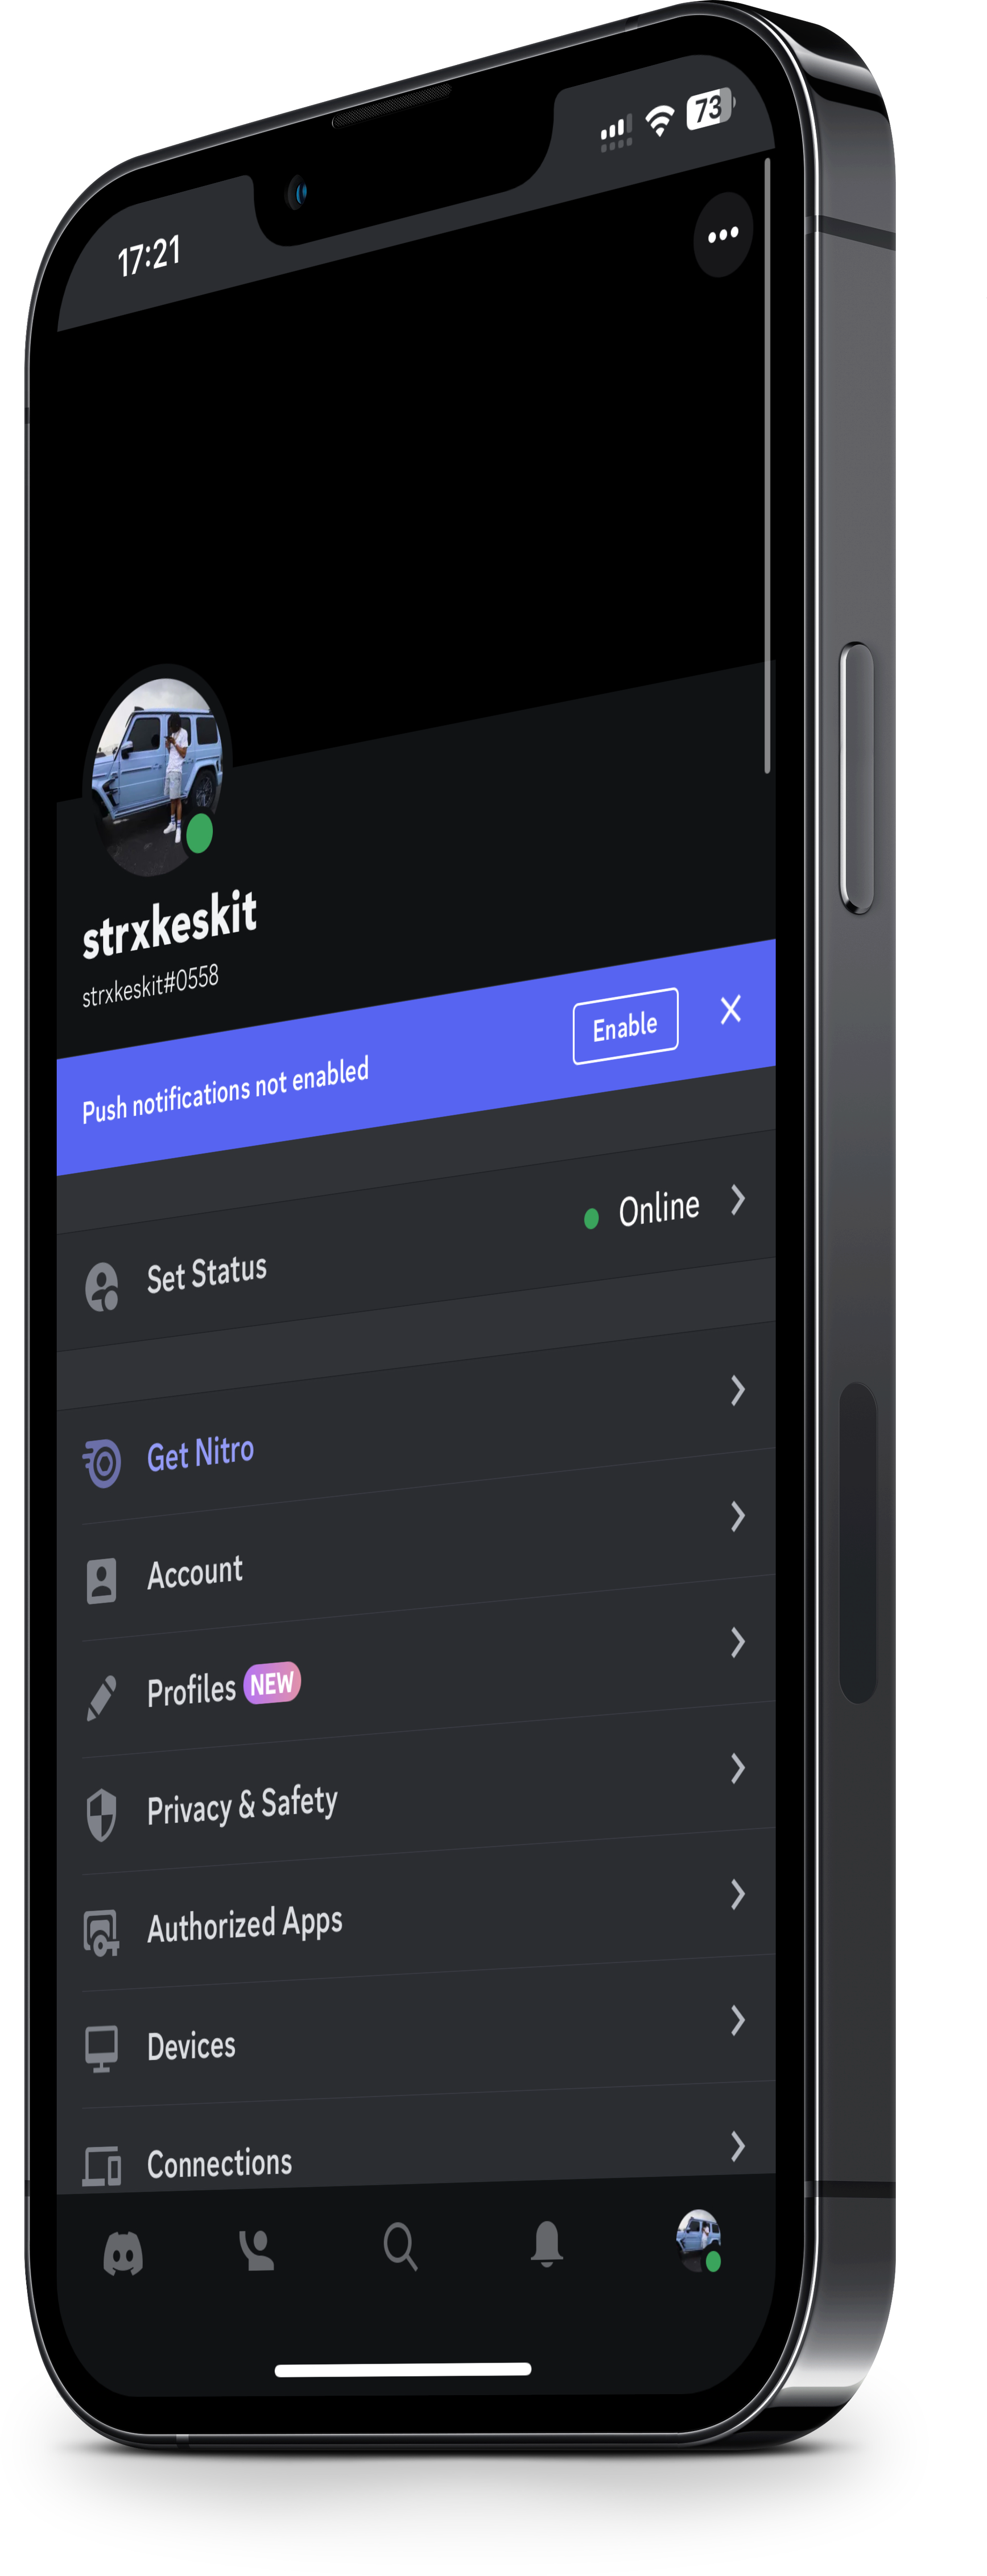 17:21
73
strxkeskit
strxkeskit#0558
Push notifications not enabled
Enable
Set Status
Online
Get Nitro
Account
Profiles NEW
Privacy & Safety
Authorized Apps
Devices
Connections